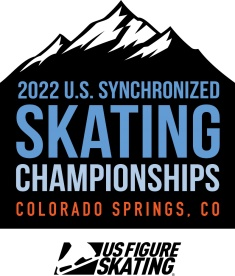 2022 U.S. SYNCHRONIZED
SKATING
CHAMPIONSHIPS
COLORADO SPRINGS, CO
US FIGURE
SKATING